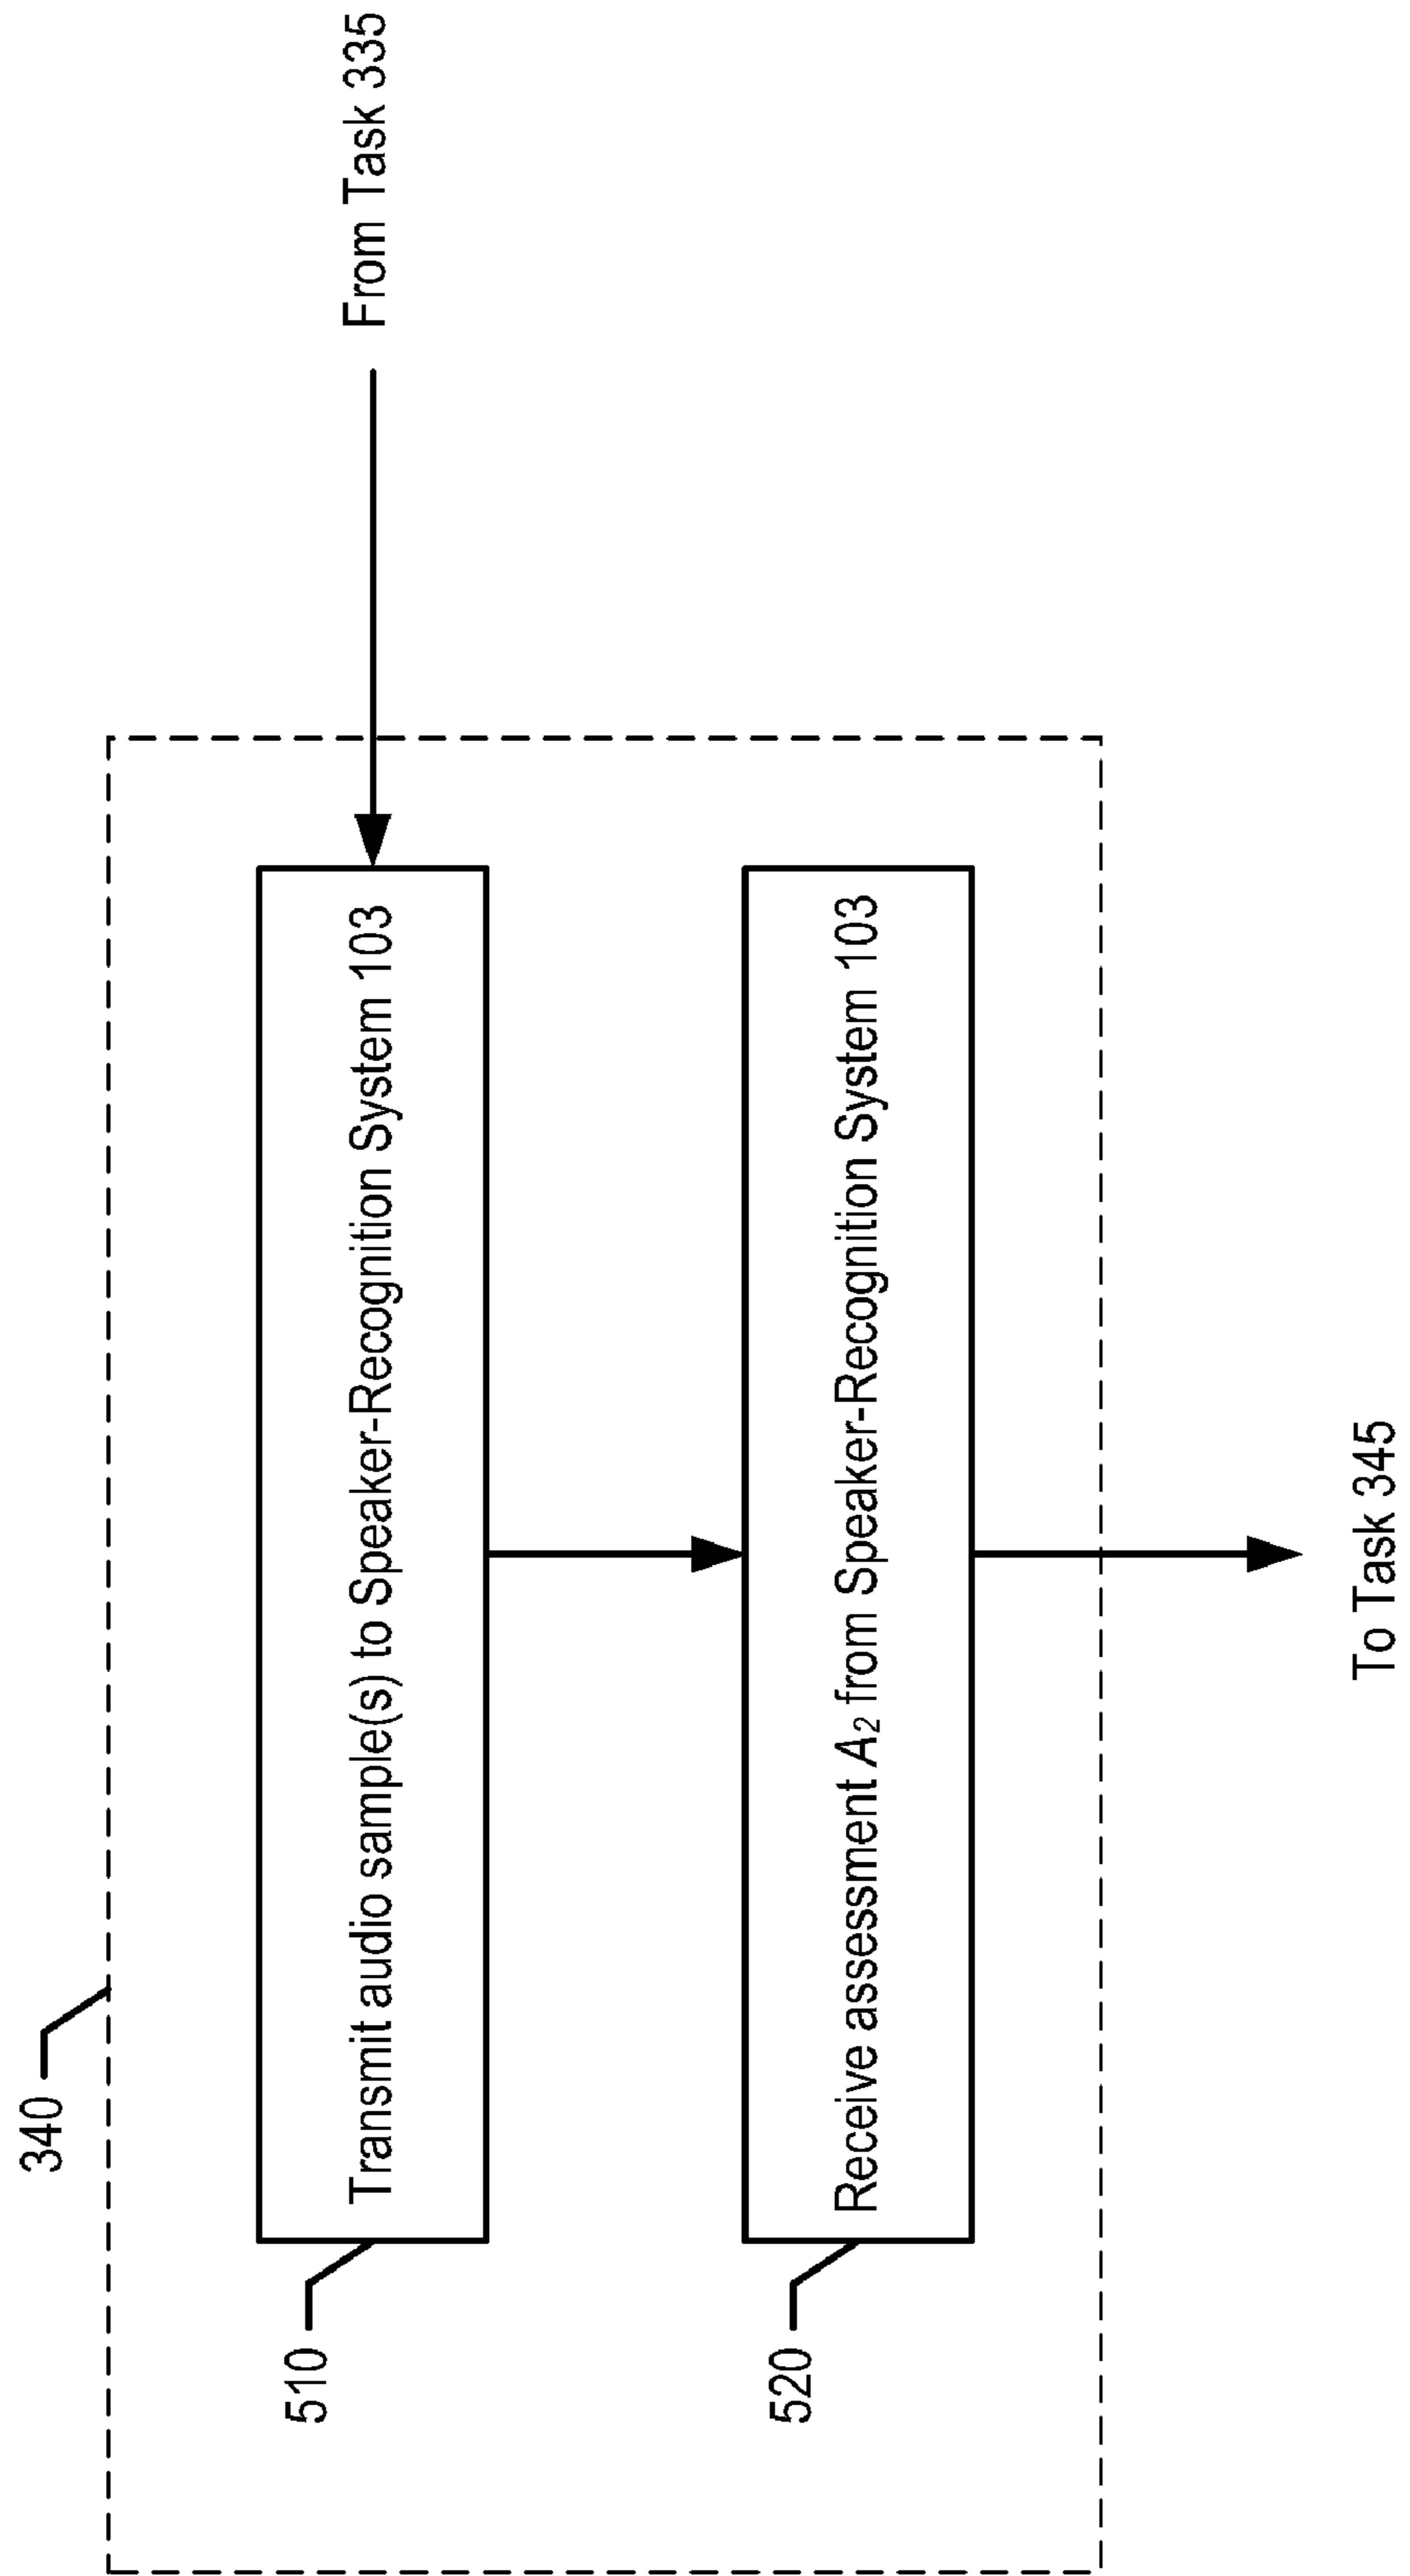 340
From Task 335
510
Transmit audio sample(s) to Speaker-Recognition System 103
520
Receive assessment A₂ from Speaker-Recognition System 103
To Task 345